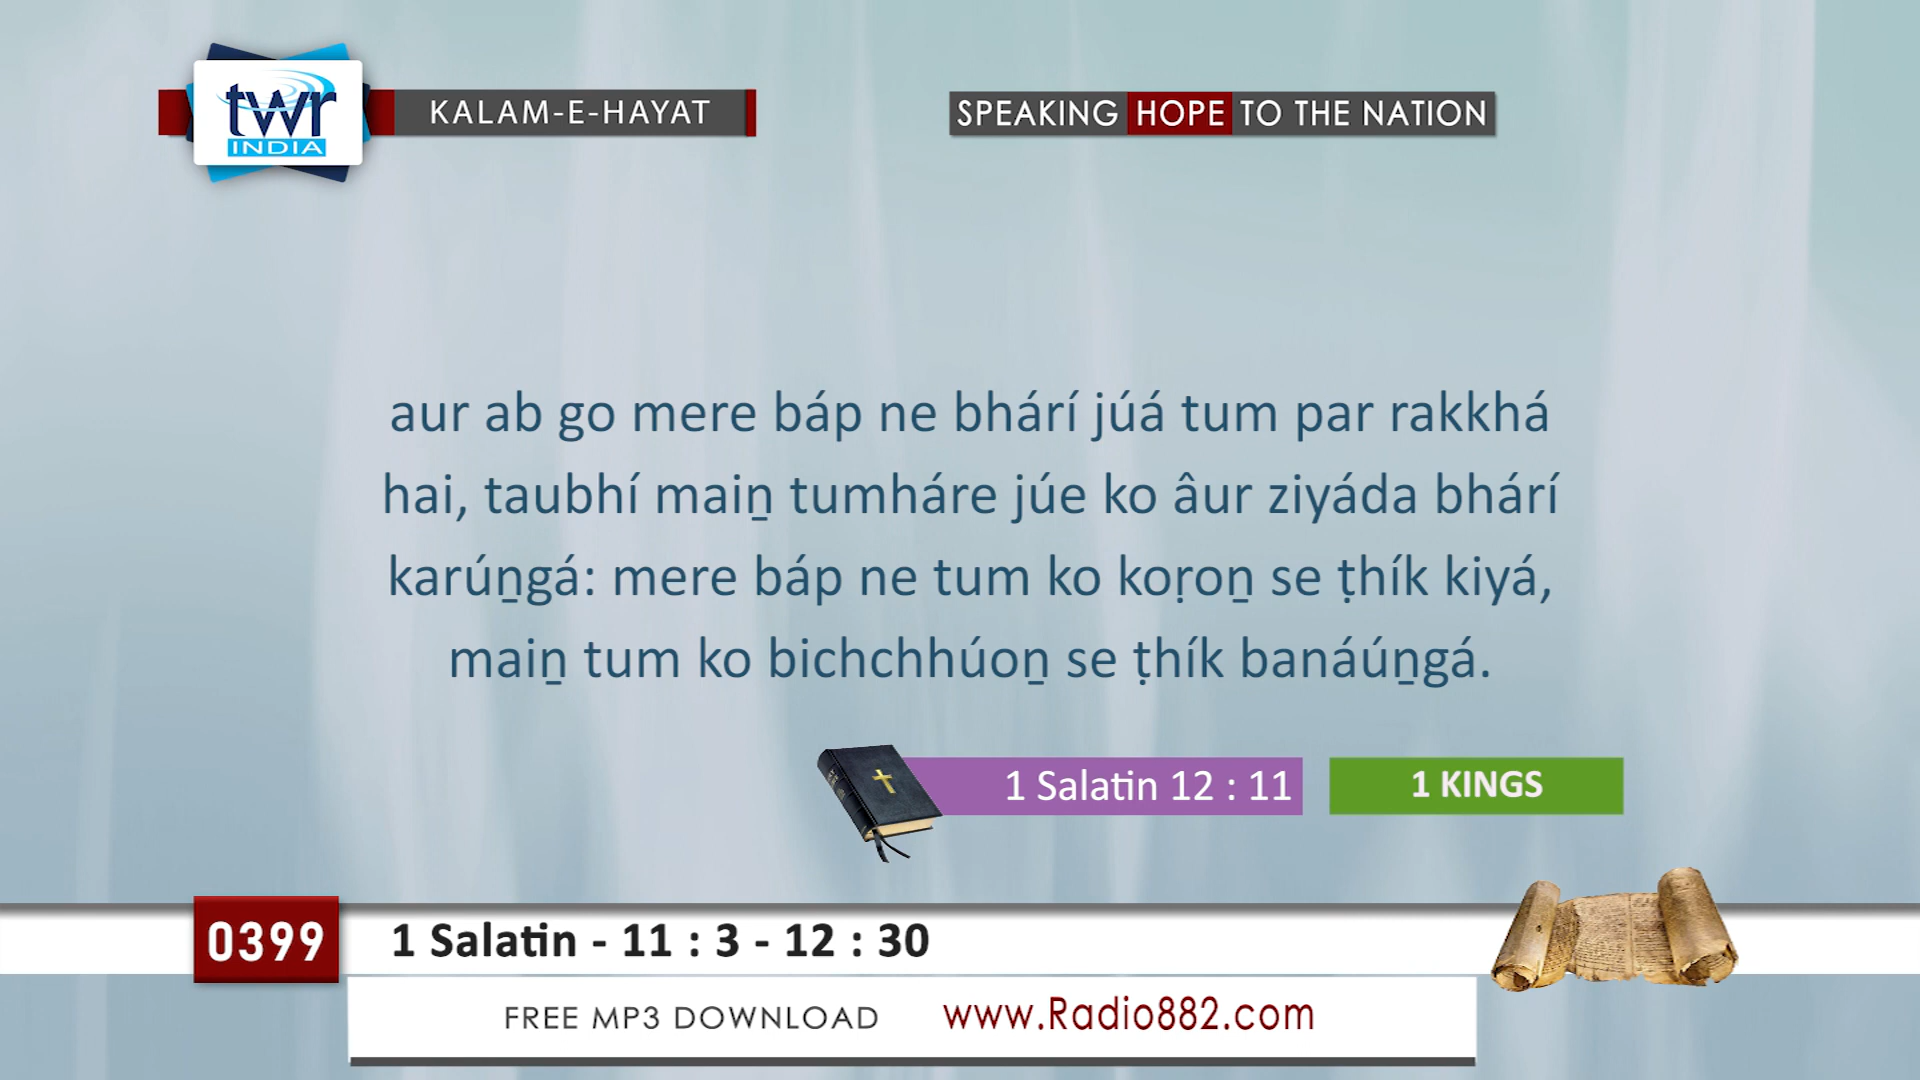 twr
INDIA
KALAM-E-HAYAT
SPEAKING HOPE TO THE NATION
aur ab go mere báp ne bhárí júá tum par rakkhá
hai, taubhí maiṉ tumháre júe ko âur ziyáda bhárí
karúṉgá: mere báp ne tum ko koṛoṉ se ṭhík kiyá,
maiṉ tum ko bichchhúoṉ se ṭhík banáúṉgá.
1 Salatin 12 : 11
1 KINGS
0399
1 Salatin - 11 : 3 - 12 : 30
FREE MP3 DOWNLOAD
www.Radio882.com